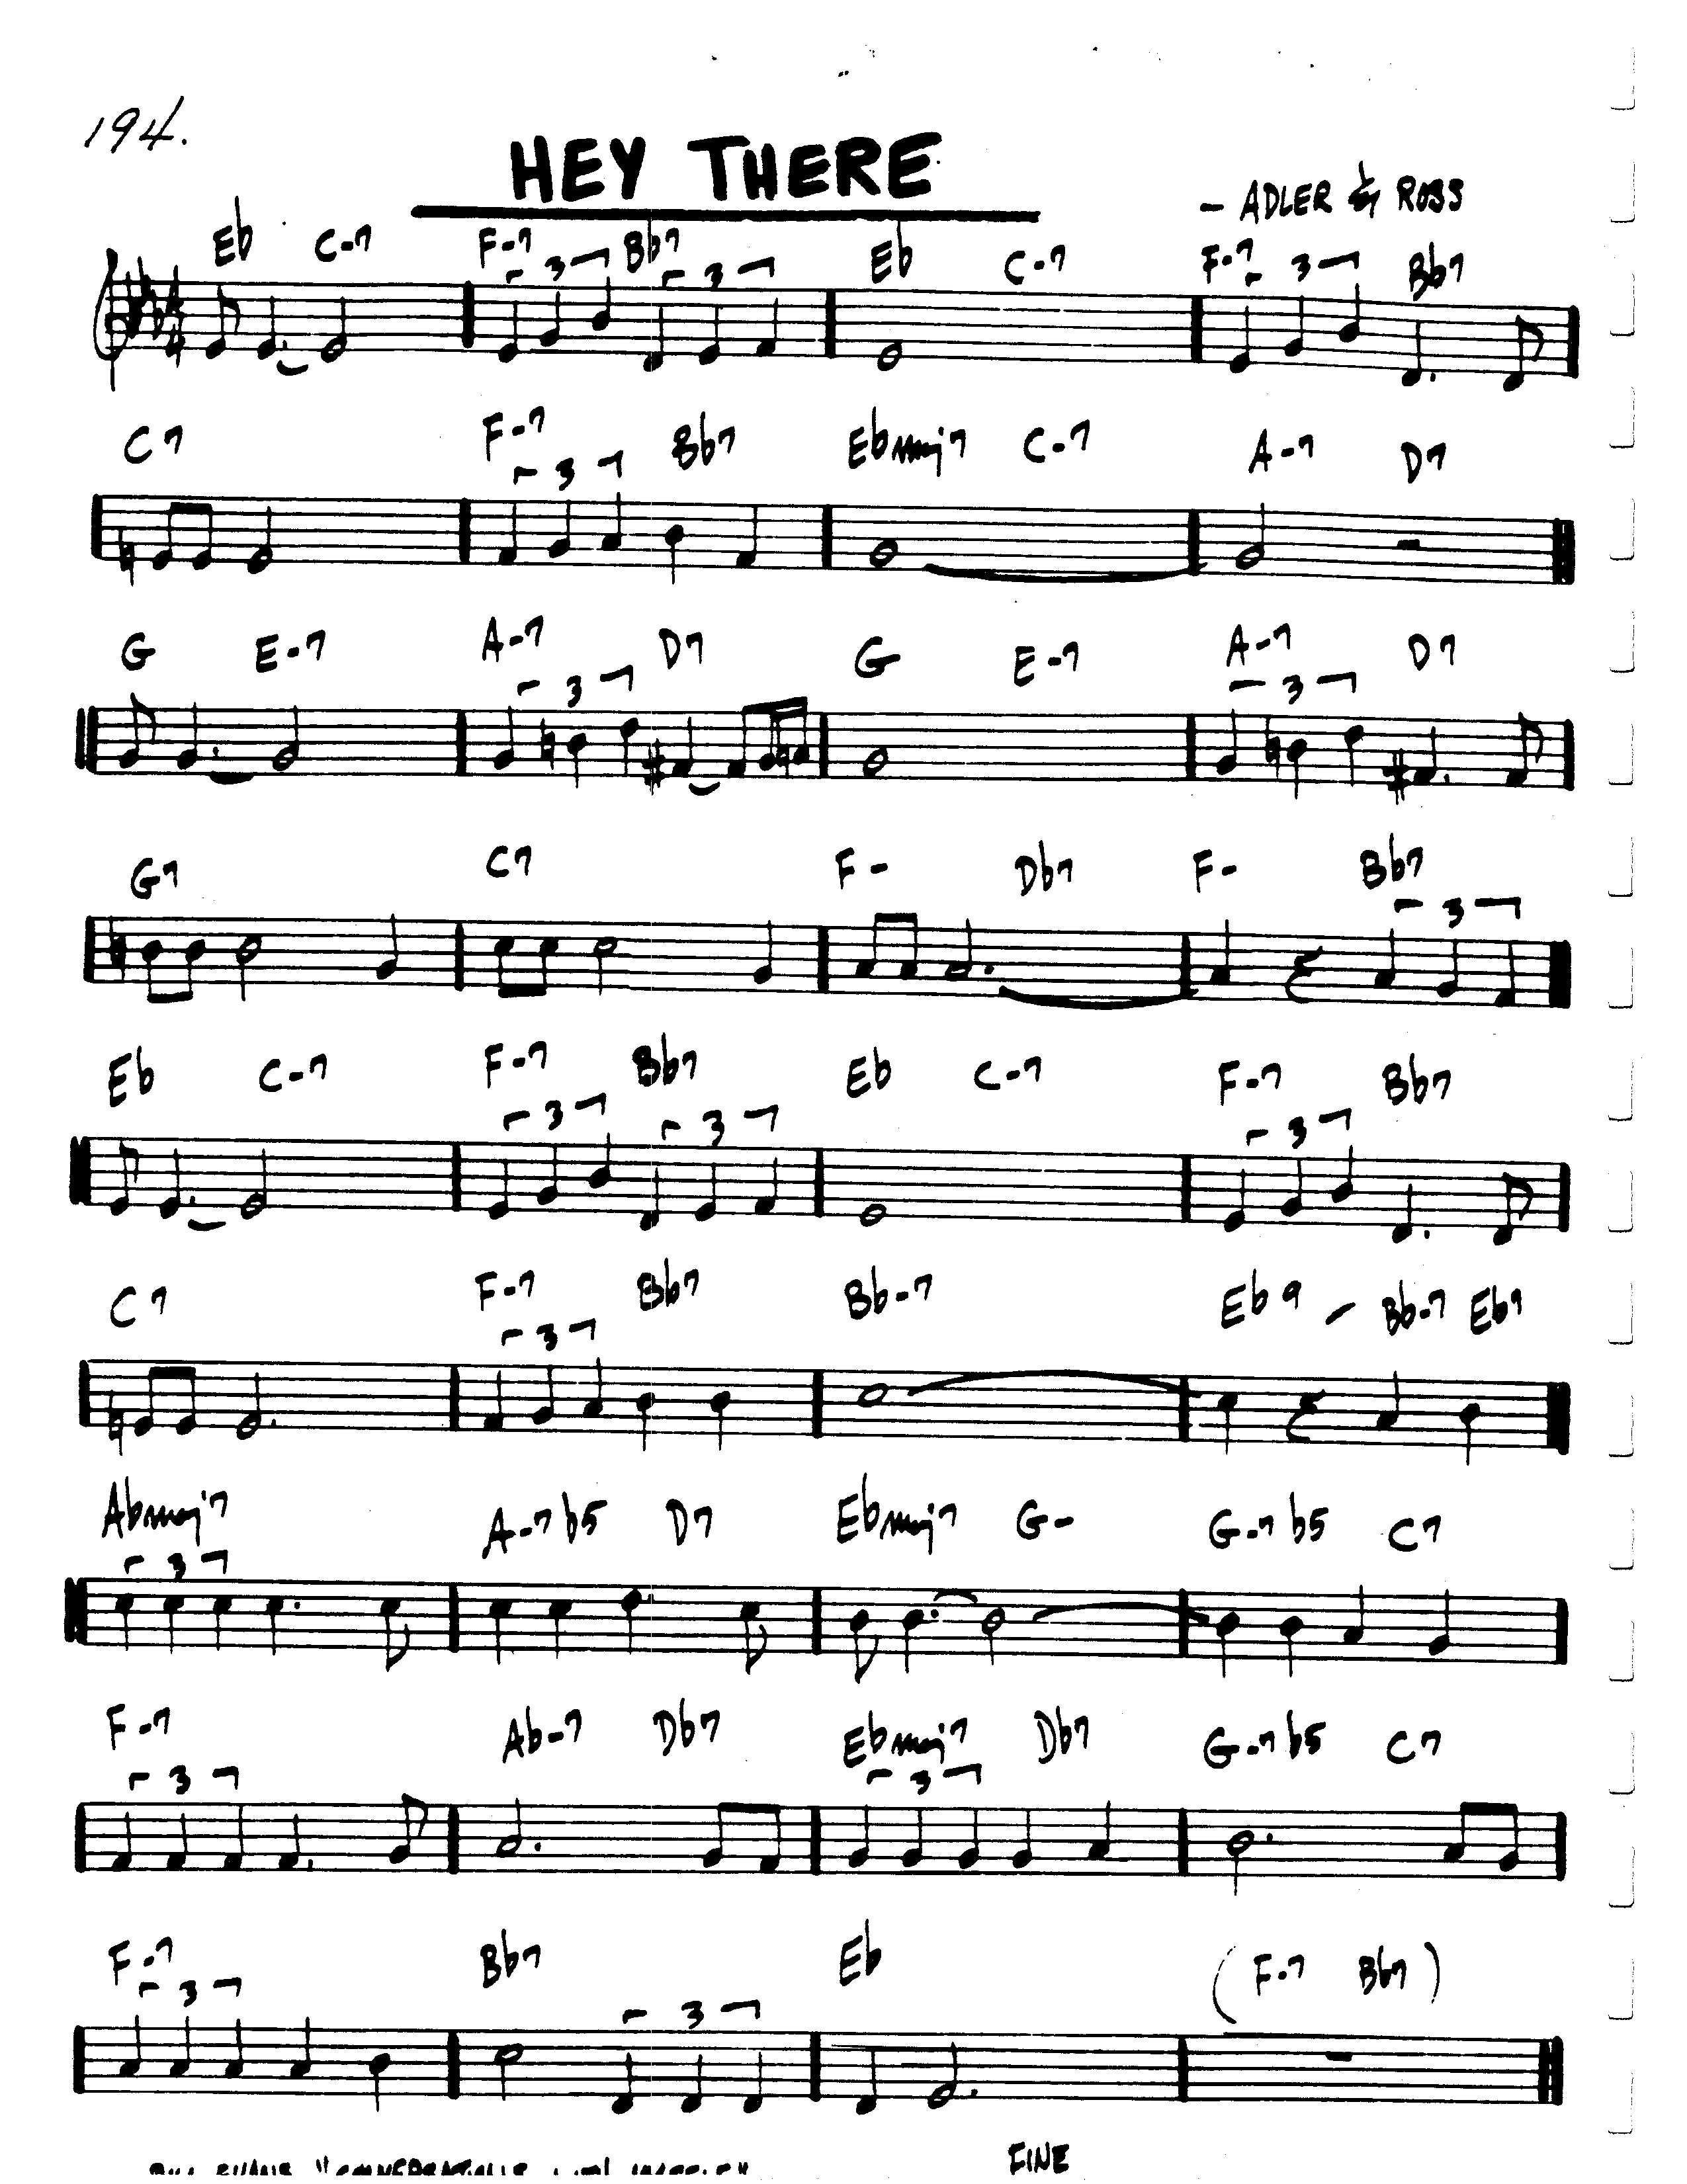 194.
HEY THERE
- ADLER & ROSS
Eb C-7 F-7 Bb7 Eb C-7 F-7 Bb7
3 3 3
4
4
C7 F-7 Bb7 Ebmaj7 C-7 A-7 D7
3
G E-7 A-7 D7 G E-7 A-7 D7
3 3
G7 C7 F- Db7 F- Bb7
3
Eb C-7 F-7 Bb7 Eb C-7 F-7 Bb7
3 3 3
C7 F-7 Bb7 Bb-7 Eb9 - Bb-7 Eb9
3
Abmaj7 A-7b5 D7 Ebmaj7 G- G-7b5 C7
3
F-7 Ab-7 Db7 Ebmaj7 Db7 G-7b5 C7
3 3
F-7 Bb7 Eb (F-7 Bb7)
3 3
FINE